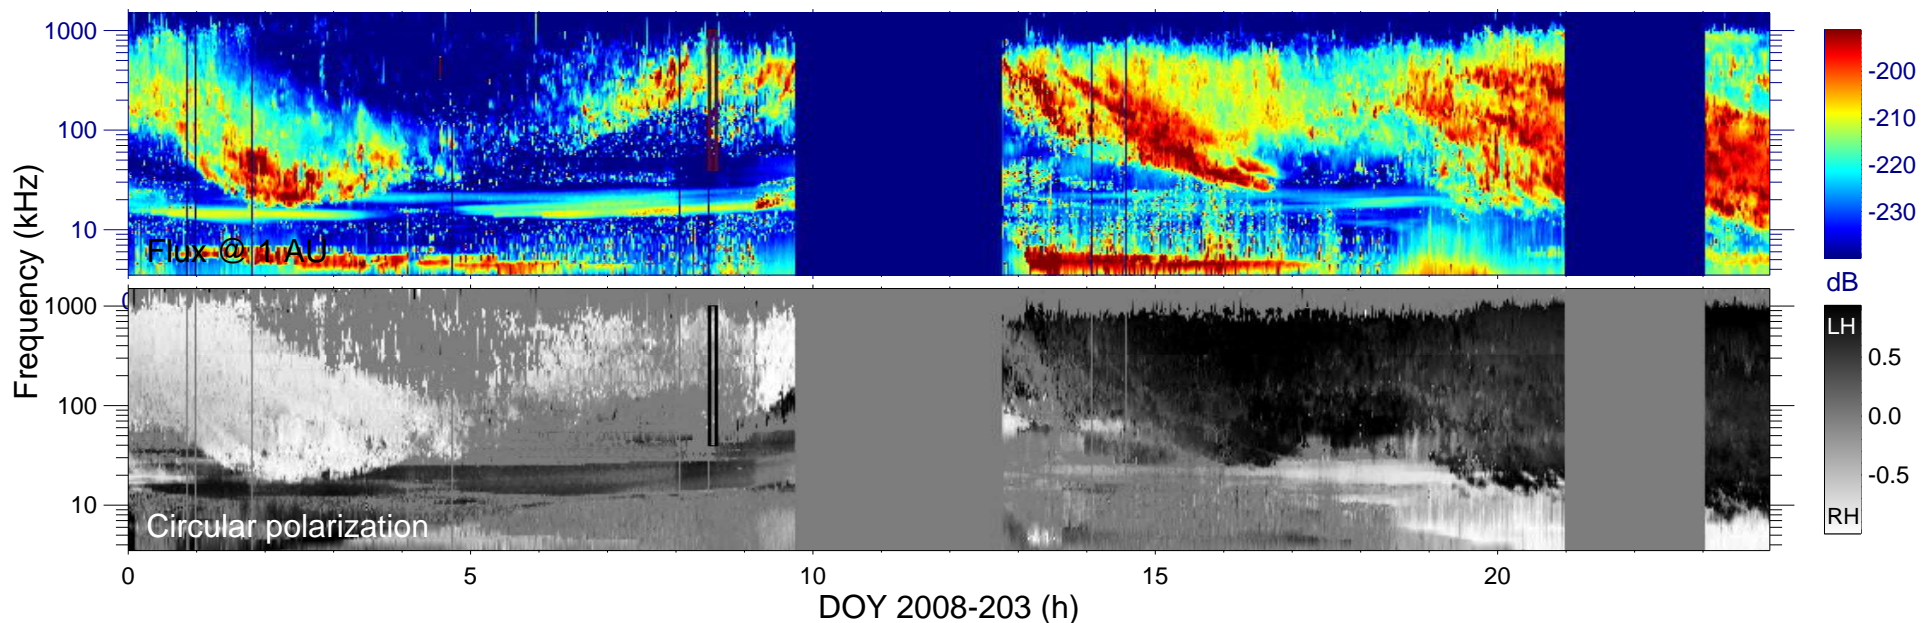 1000
100
10
Flux @ 1 AU
-200
-210
-220
-230
dB
0
Frequency (kHz)
1000
100
10
Circular polarization
LH
0.5
0.0
-0.5
RH
0
5
10
15
20
DOY 2008-203 (h)